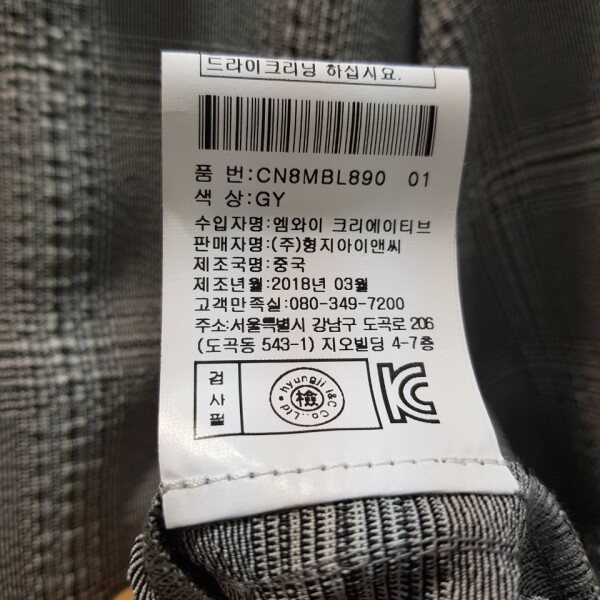 드라이크리닝 하십시요.
품 번:CN8MBL890 01
색 상:GY
수입자명:엠와이 크리에이티브
판매자명:(주)형지아이앤씨
제조국명:중국
제조년월:2018년 03월
고객만족실:080-349-7200
주소:서울특별시 강남구 도곡로 206
(도곡동 543-1) 지오빌딩 4-7층
검사필
hyungji I&C Co.,Ltd
檢
KC